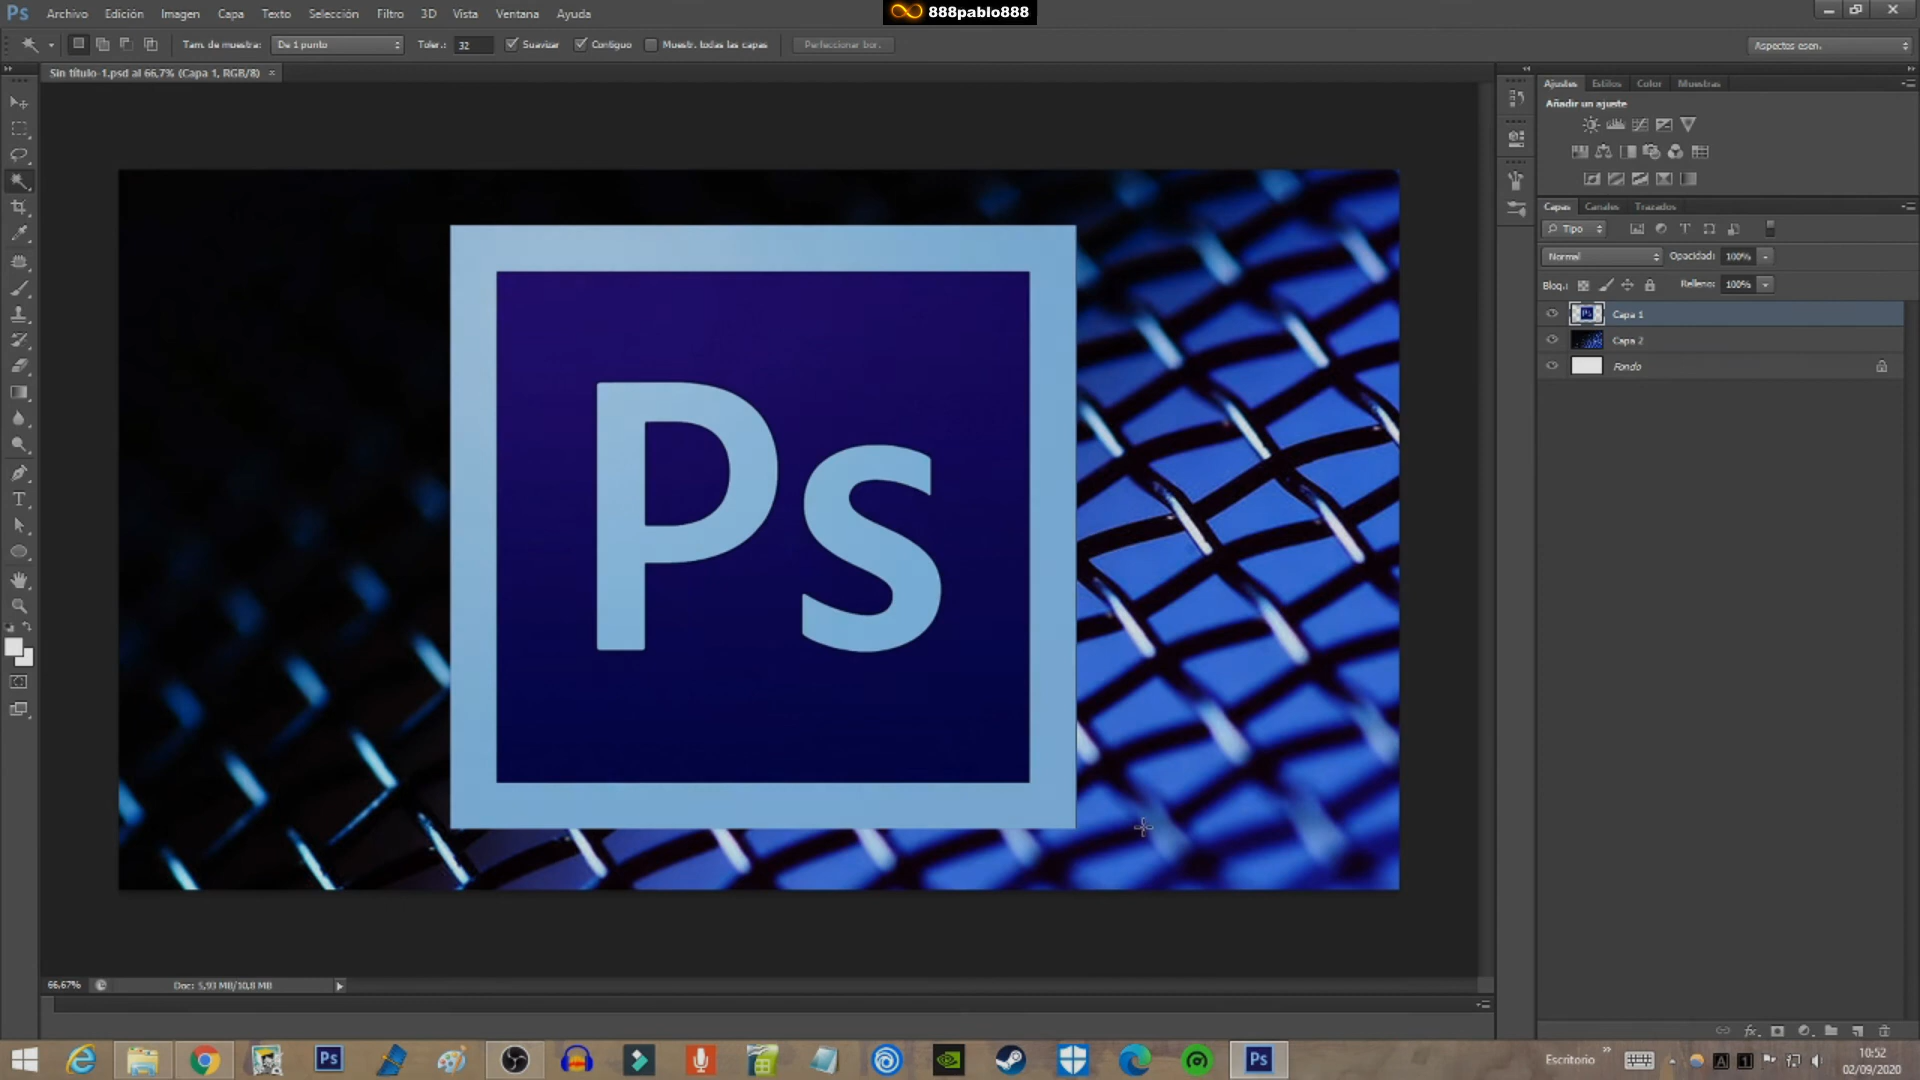 888pablo888
Ps Archivo Edición Imagen Capa Texto Selección Filtro 3D Vista Ventana Ayuda
Tam. de muestra: De 1 punto Toler.: 32 Suavizar Contiguo Muestr. todas las capas Perfeccionar bor. Aspectos esen.
Sin título-1.psd al 66,7% (Capa 1, RGB/8) ×
Ajustes Estilos Color Muestras
Añadir un ajuste
Capas Canales Trazados
Tipo
Normal Opacidad: 100%
Bloq.: Relleno: 100%
Capa 1
Capa 2
Fondo
Ps
66,67% Doc: 5,93 MB/10,8 MB
Ps
Ps
Escritorio
10:52
02/09/2020